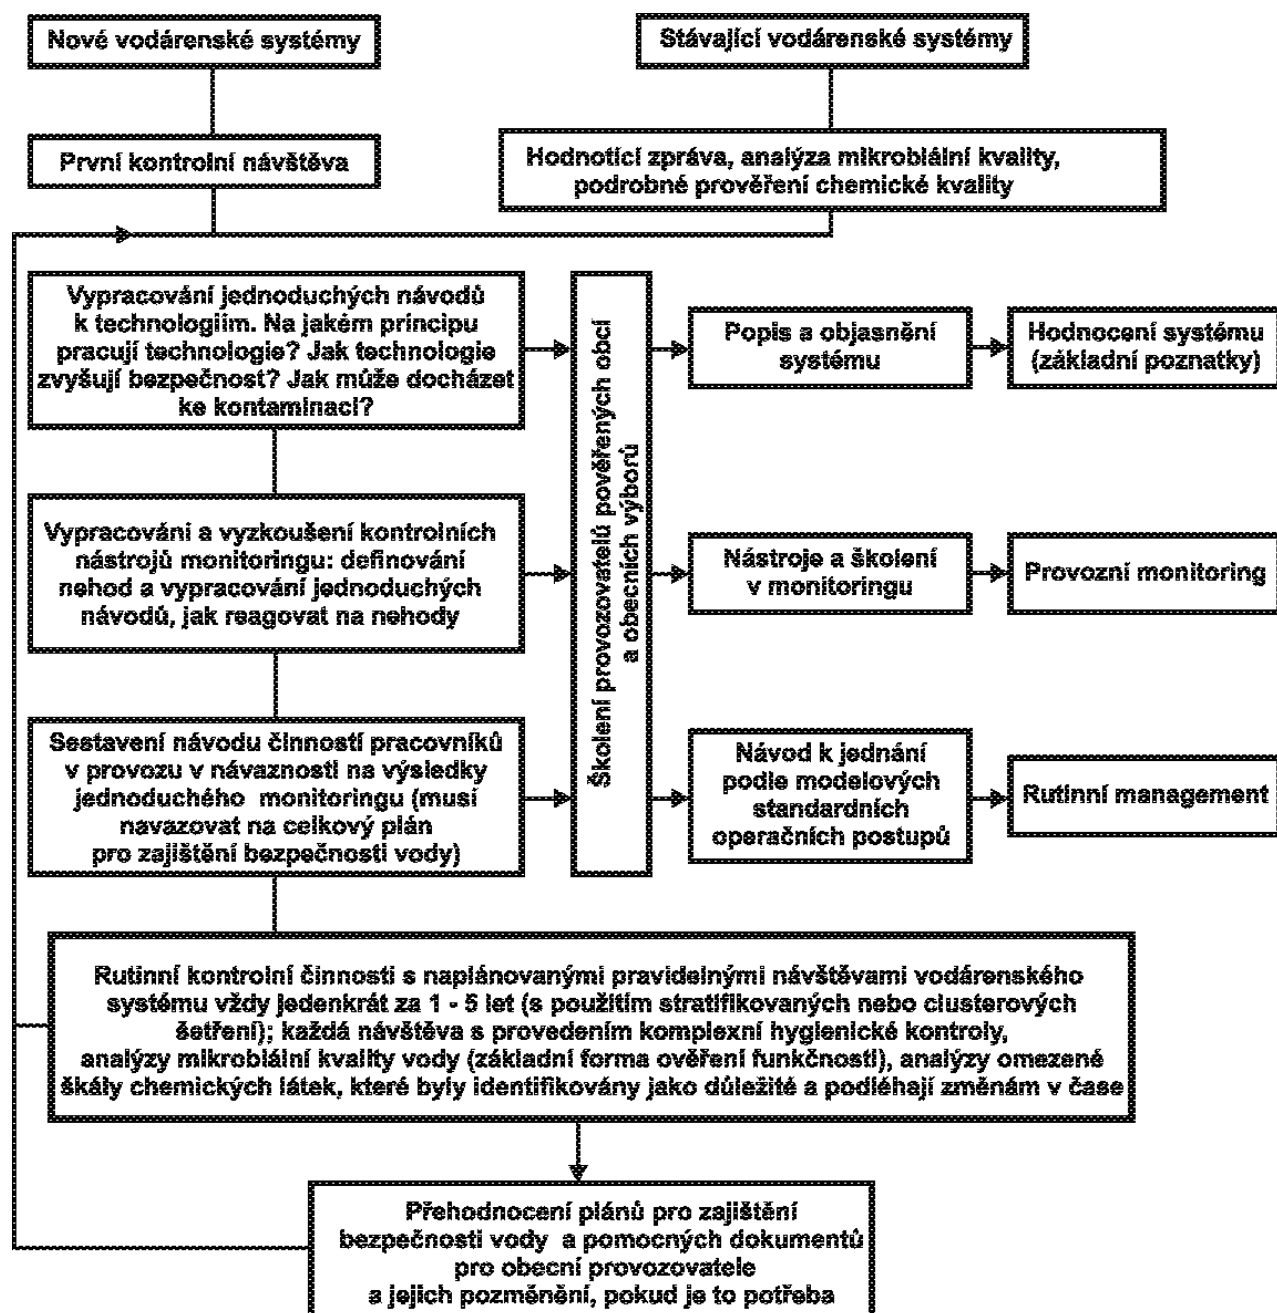 Nové vodárenské systémy
Stávající vodárenské systémy
První kontrolní návštěva
Hodnotící zpráva, analýza mikrobiální kvality,
podrobné prověření chemické kvality
Vypracování jednoduchých návodů
k technologiím. Na jakém principu
pracují technologie? Jak technologie
zvyšují bezpečnost? Jak může docházet
ke kontaminaci?
Školení provozovatelů pověřených obcí
a obecních výborů
Popis a objasnění
systému
Hodnocení systému
(základní poznatky)
Vypracování a vyzkoušení kontrolních
nástrojů monitoringu: definování
nehod a vypracování jednoduchých
návodů, jak reagovat na nehody
Nástroje a školení
v monitoringu
Provozní monitoring
Sestavení návodu činností pracovníků
v provozu v návaznosti na výsledky
jednoduchého monitoringu (musí
navazovat na celkový plán
pro zajištění bezpečnosti vody)
Návod k jednání
podle modelových
standardních
operačních postupů
Rutinní management
Rutinní kontrolní činnosti s naplánovanými pravidelnými návštěvami vodárenského
systému vždy jedenkrát za 1 - 5 let (s použitím stratifikovaných nebo clusterových
šetření); každá návštěva s provedením komplexní hygienické kontroly,
analýzy mikrobiální kvality vody (základní forma ověření funkčnosti), analýzy omezené
škály chemických látek, které byly identifikovány jako důležité a podléhají změnám v čase
Přehodnocení plánů pro zajištění
bezpečnosti vody a pomocných dokumentů
pro obecní provozovatele
a jejich pozměnění, pokud je to potřeba